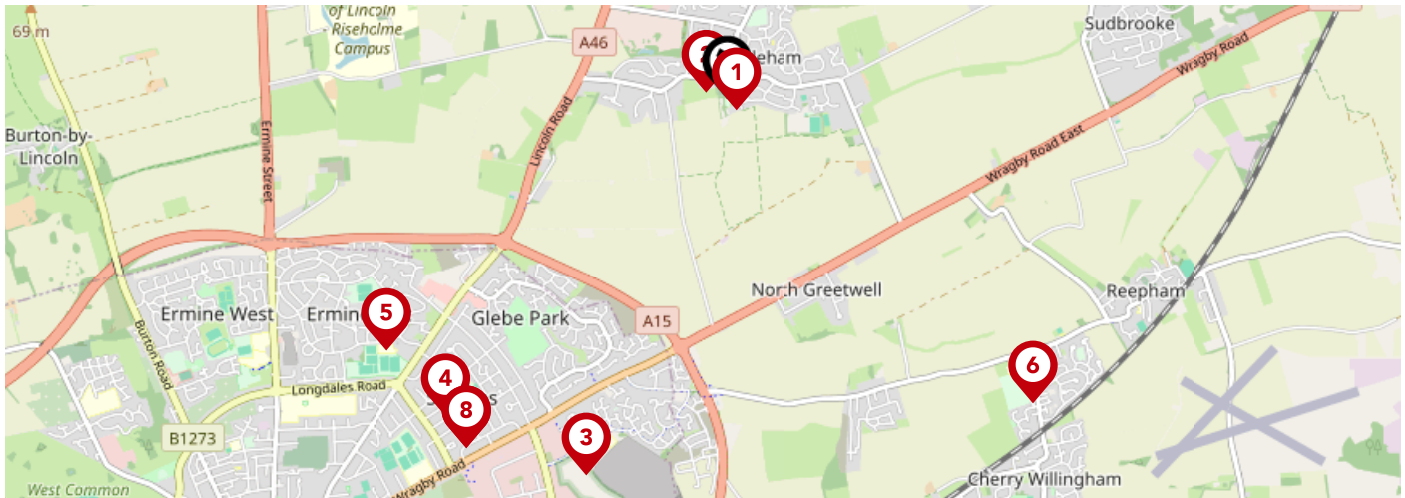 69 m
of Lincoln
Riseholme
Campus
A46
2
1
leham
Sudbrooke
Wragby Road
Burton-by-
Lincoln
Ermine Street
Lincoln Road
Wragby Road East
North Greetwell
Reepham
Ermine West
Ermin
5
Glebe Park
A15
Burton Road
Longdales Road
4
8
6
3
B1273
Wragby Road
West Common
Cherry Willingham